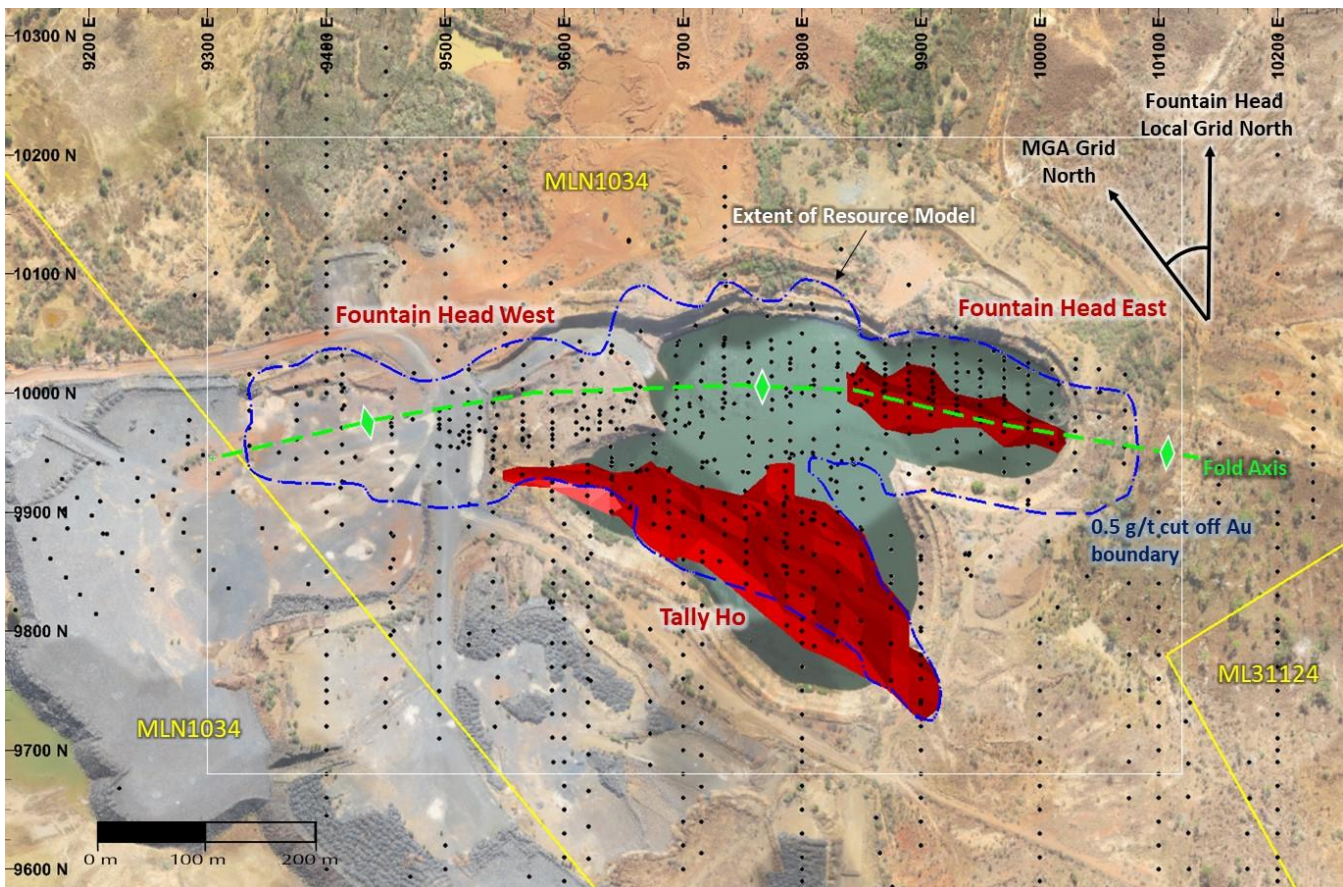 9200 E
9300 E
9400 E
9500 E
9600 E
9700 E
9800 E
9900 E
10000 E
10100 E
10200 E
10300 N
10200 N
10100 N
10000 N
9900 N
9800 N
9700 N
9600 N
Fountain Head
Local Grid North
MGA Grid
North
MLN1034
Extent of Resource Model
Fountain Head West
Fountain Head East
Fold Axis
0.5 g/t cut off Au
boundary
Tally Ho
ML31124
MLN1034
0 m
100 m
200 m